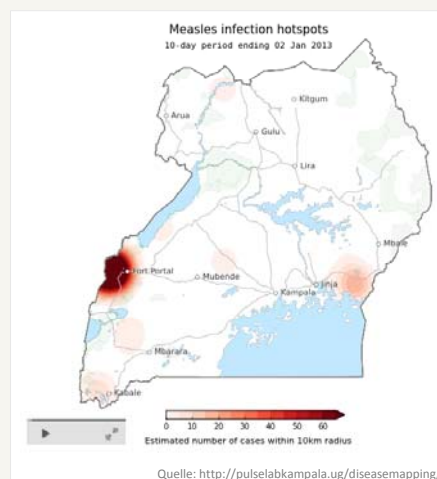 Measles infection hotspots
10-day period ending 02 Jan 2013
Kitgum
Arua
Gulu
Lira
Mbale
Fort Portal
Mubende
Jinja
Kampala
Mbarara
Kabale
0 10 20 30 40 50 60
Estimated number of cases within 10km radius
Quelle: http://pulselabkampala.ug/diseasemapping/